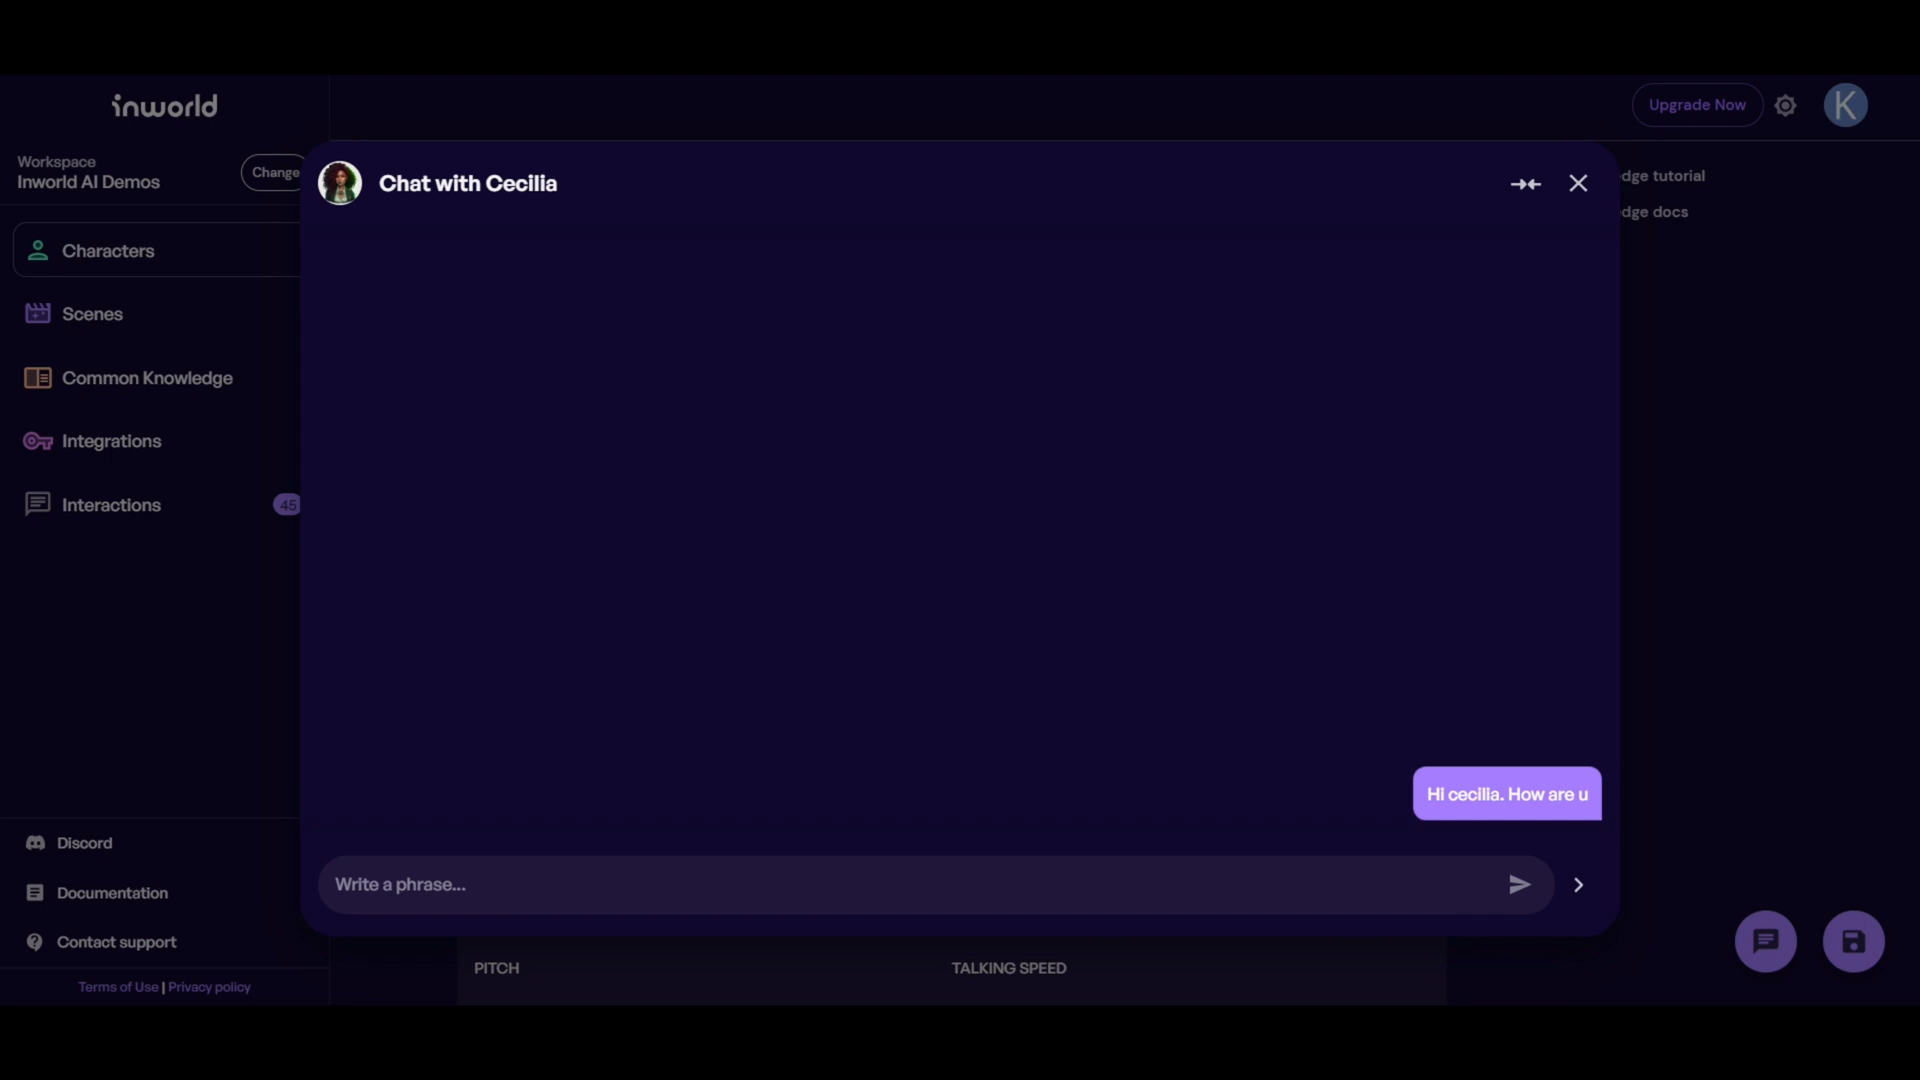 inworld
Upgrade Now
K
Workspace
Inworld AI Demos
Change
Chat with Cecilia
dge tutorial
dge docs
Characters
Scenes
Common Knowledge
Integrations
Interactions
45
Hi cecilia. How are u
Write a phrase...
Discord
Documentation
Contact support
PITCH
TALKING SPEED
Terms of Use | Privacy policy